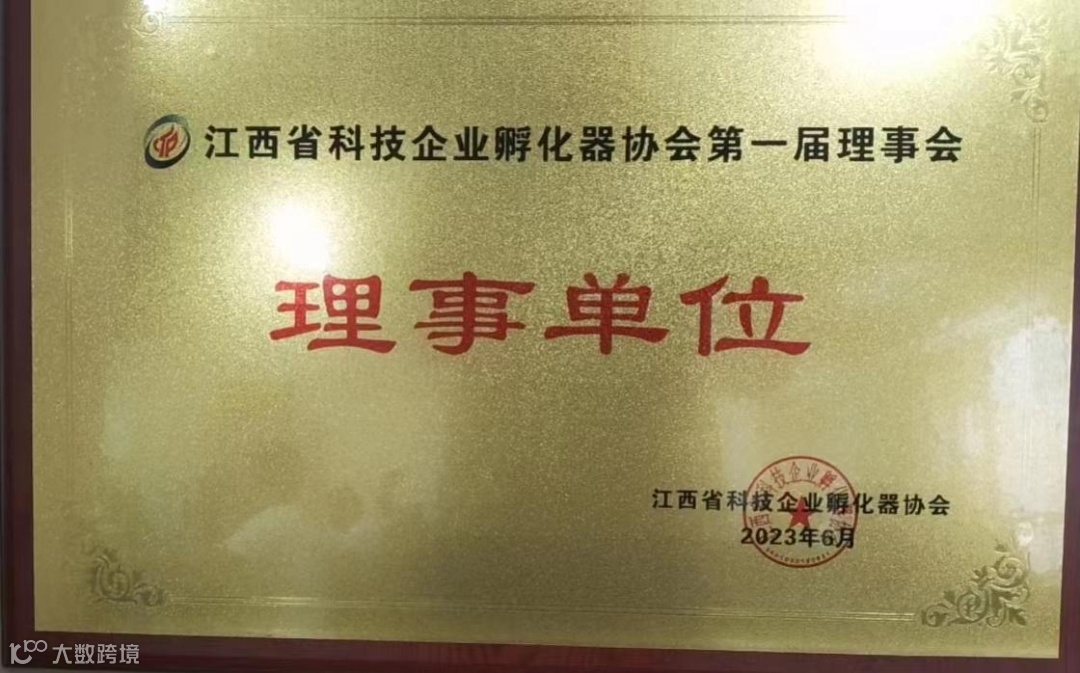 江西省科技企业孵化器协会第一届理事会
理事单位
江西省科技企业孵化器协会
2023年6月
大数跨境